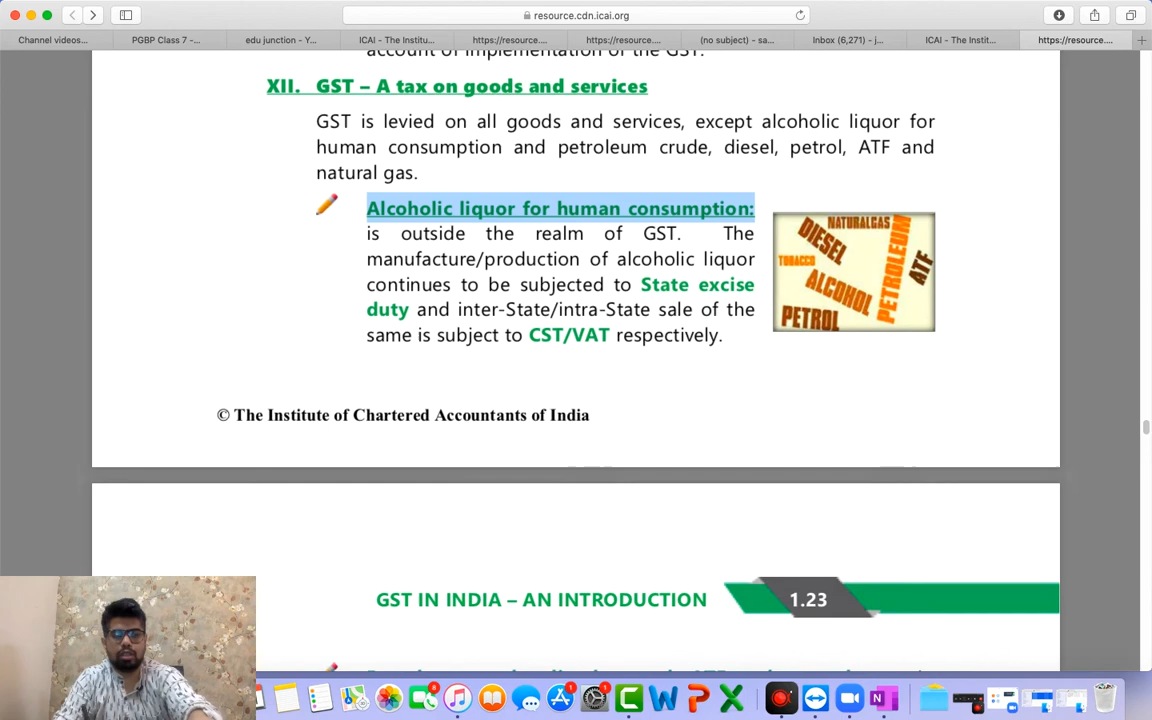 resource.cdn.icai.org
Channel videos...
PGBP Class 7 -...
edu junction - Y...
ICAI - The Institu...
https://resource....
https://resource....
(no subject) - sa...
Inbox (6,271) - j...
ICAI - The Instit...
https://resource....
account of implementation of the GST.
XII. GST – A tax on goods and services
GST is levied on all goods and services, except alcoholic liquor for
human consumption and petroleum crude, diesel, petrol, ATF and
natural gas.
Alcoholic liquor for human consumption:
is outside the realm of GST. The
manufacture/production of alcoholic liquor
continues to be subjected to State excise
duty and inter-State/intra-State sale of the
same is subject to CST/VAT respectively.
NATURALGAS
DIESEL
TOBACCO
ALCOHOL
PETROLEUM
ATF
PETROL
© The Institute of Chartered Accountants of India
GST IN INDIA – AN INTRODUCTION
1.23